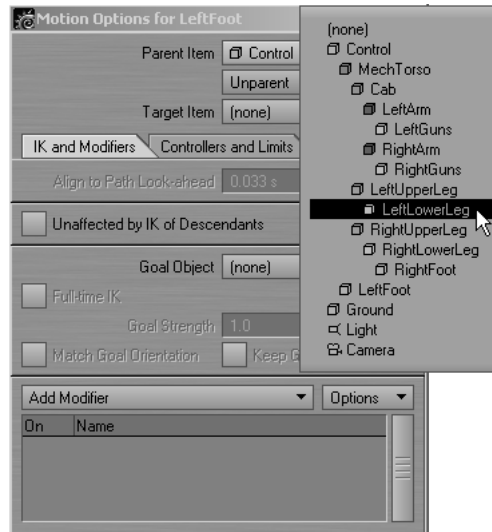 Motion Options for LeftFoot
Parent Item Control
Unparent
Target Item (none)
IK and Modifiers Controllers and Limits
Align to Path Look-ahead 0.033 s
Unaffected by IK of Descendants
Goal Object (none)
Full-time IK
Goal Strength 1.0
Match Goal Orientation Keep G
Add Modifier Options
On Name
(none)
Control
MechTorso
Cab
LeftArm
LeftGuns
RightArm
RightGuns
LeftUpperLeg
LeftLowerLeg
RightUpperLeg
RightLowerLeg
RightFoot
LeftFoot
Ground
Light
Camera